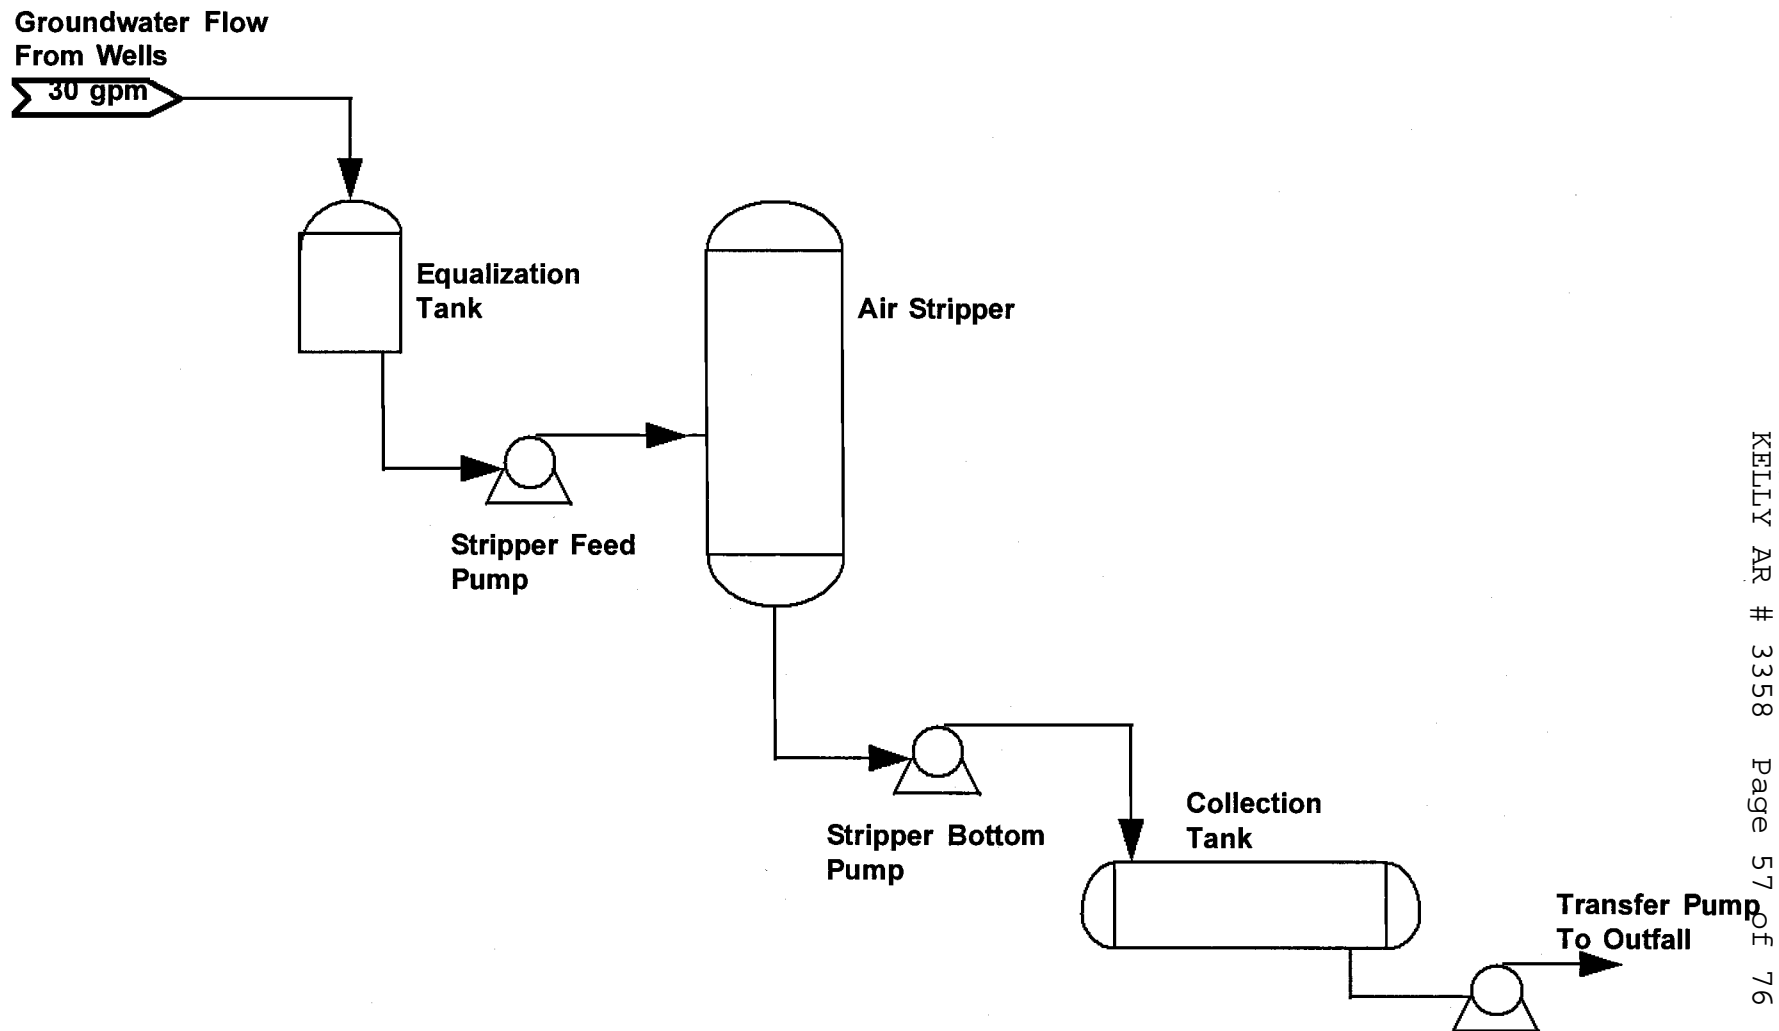 Groundwater Flow
From Wells
30 gpm
Equalization
Tank
Air Stripper
Stripper Feed
Pump
Stripper Bottom
Pump
Collection
Tank
Transfer Pump
To Outfall
KELLY AR # 3358 Page 57 of 76